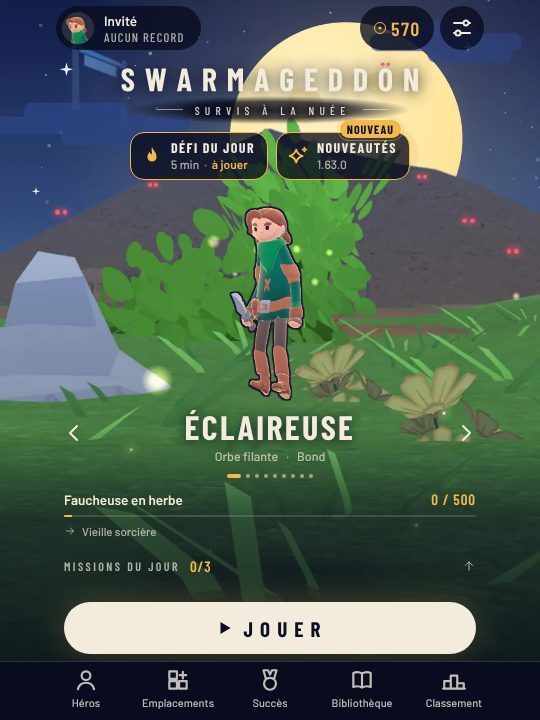 Invité
AUCUN RECORD
570
SWARMAGEDDÖN
SURVIS À LA NUÉE
NOUVEAU
DÉFI DU JOUR
5 min · à jouer
NOUVEAUTÉS
1.63.0
ÉCLAIREUSE
Orbe filante · Bond
Faucheuse en herbe 0 / 500
Vieille sorcière
MISSIONS DU JOUR 0/3
JOUER
Héros Emplacements Succès Bibliothèque Classement